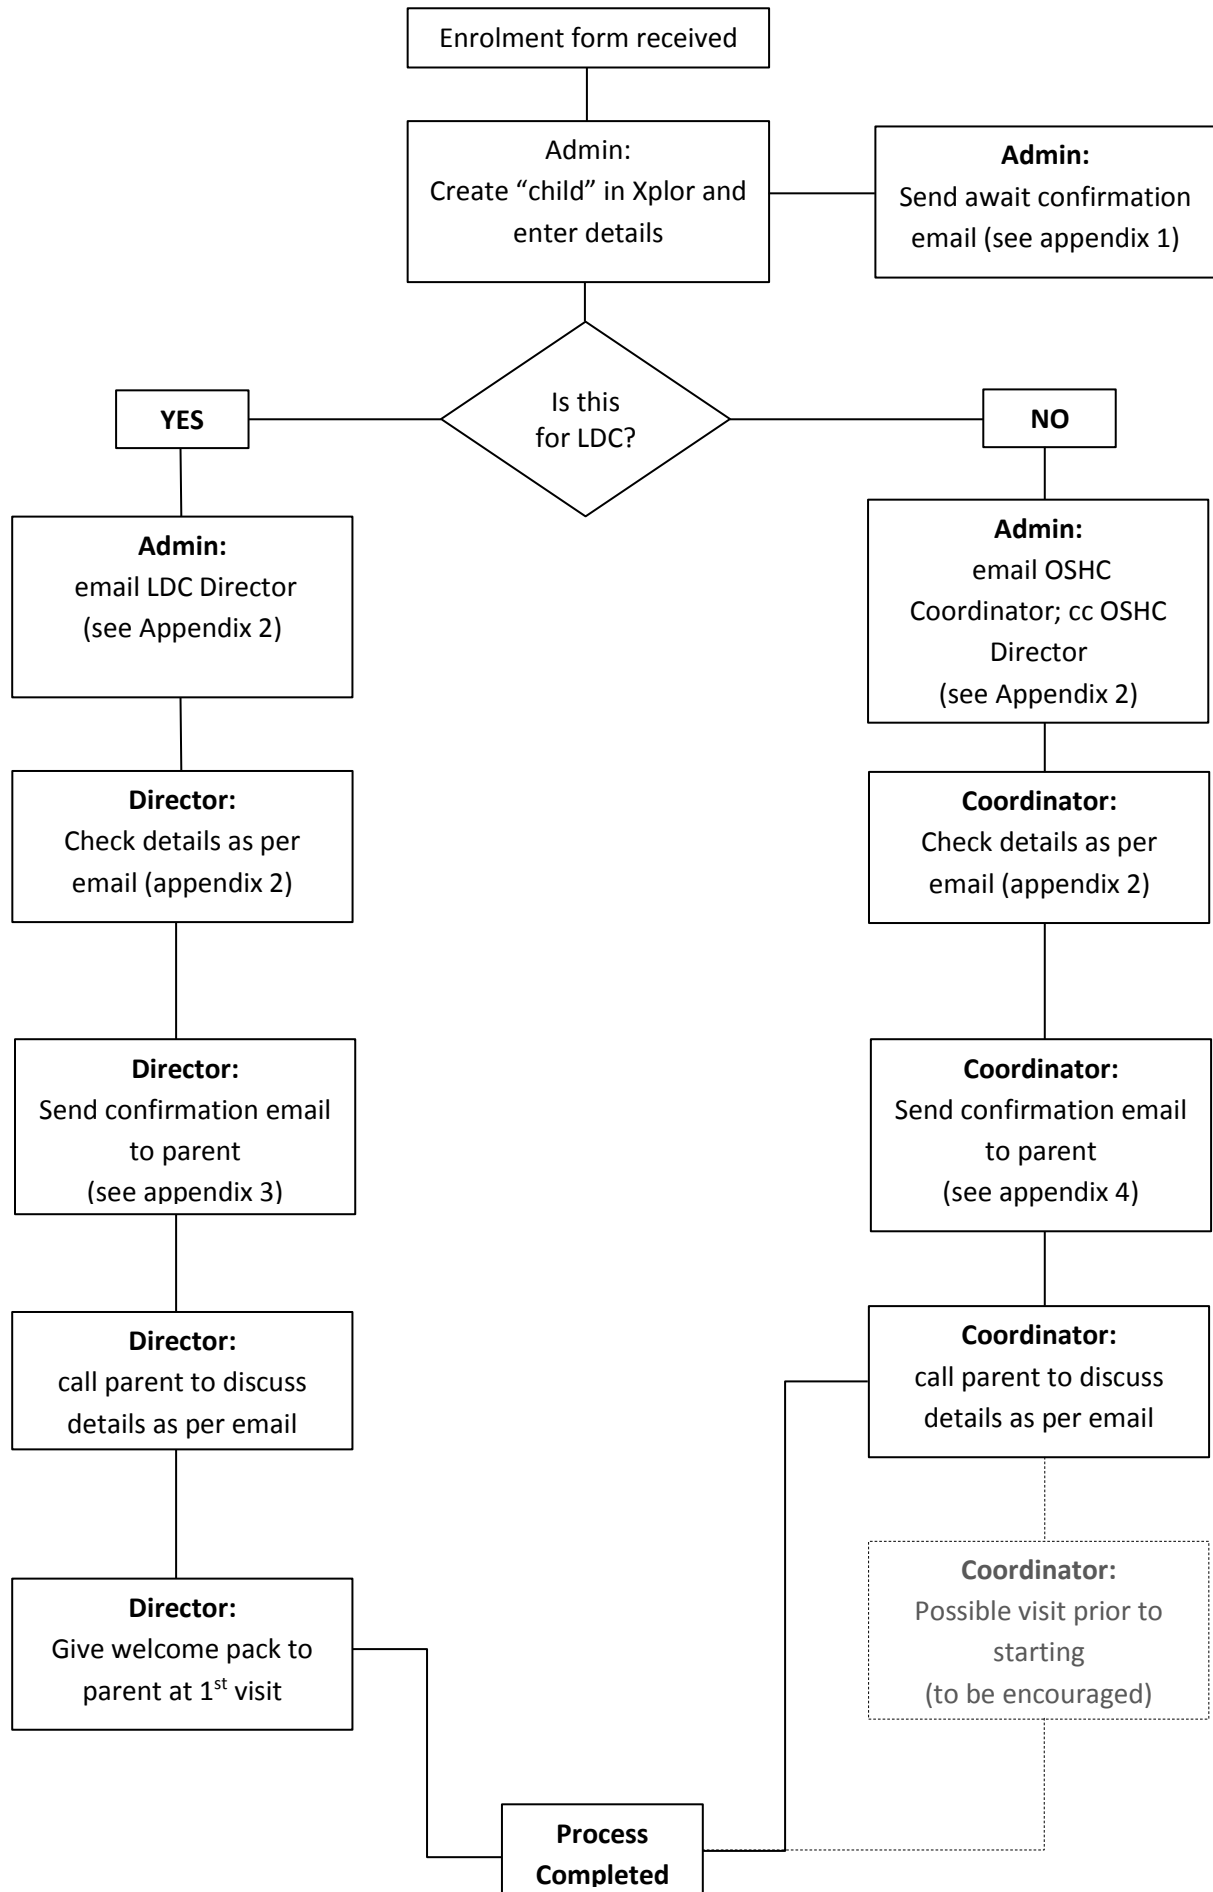 Enrolment form received
Admin:
Create “child” in Xplor and
enter details
Admin:
Send await confirmation
email (see appendix 1)
Is this
for LDC?
YES
NO
Admin:
email LDC Director
(see Appendix 2)
Admin:
email OSHC
Coordinator; cc OSHC
Director
(see Appendix 2)
Director:
Check details as per
email (appendix 2)
Coordinator:
Check details as per
email (appendix 2)
Director:
Send confirmation email
to parent
(see appendix 3)
Coordinator:
Send confirmation email
to parent
(see appendix 4)
Director:
call parent to discuss
details as per email
Coordinator:
call parent to discuss
details as per email
Director:
Give welcome pack to
parent at 1st visit
Coordinator:
Possible visit prior to
starting
(to be encouraged)
Process
Completed